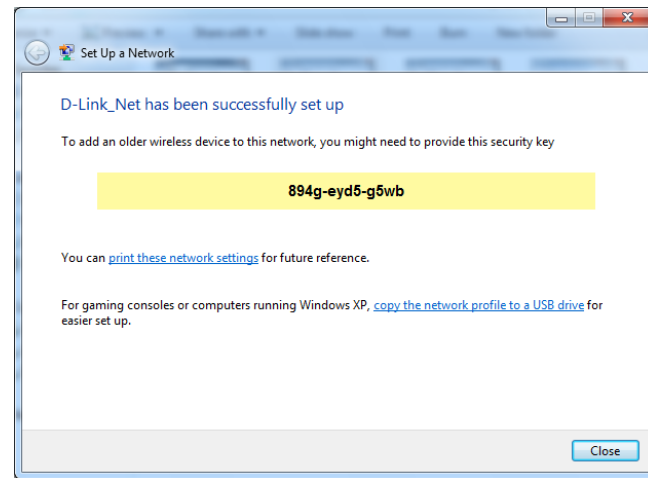 Set Up a Network
D-Link_Net has been successfully set up
To add an older wireless device to this network, you might need to provide this security key
894g-eyd5-g5wb
You can print these network settings for future reference.
For gaming consoles or computers running Windows XP, copy the network profile to a USB drive for
easier set up.
Close